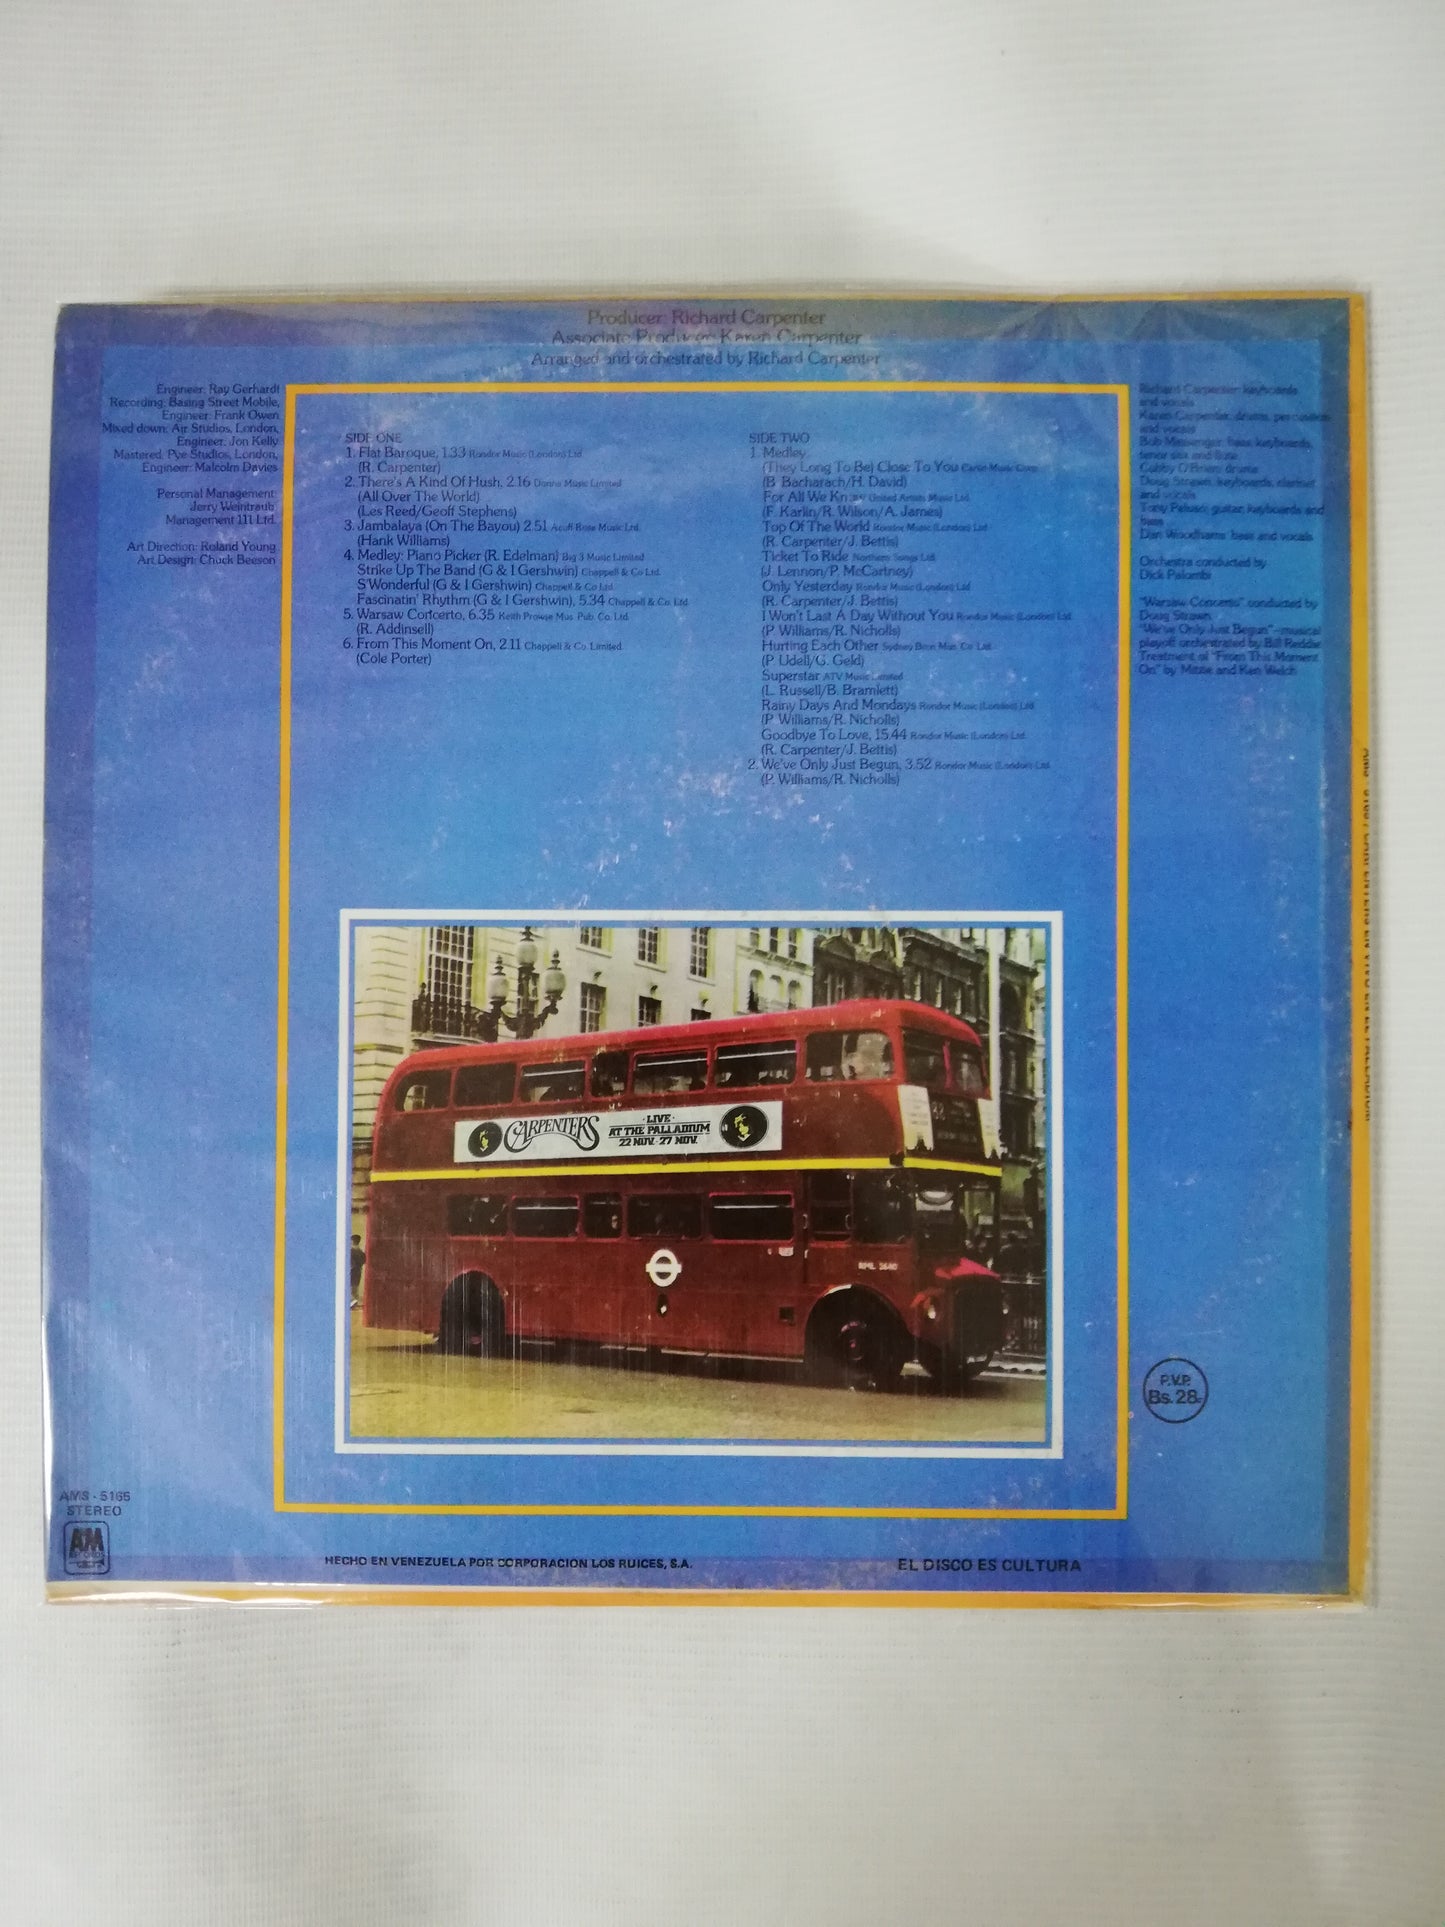 Producer: Richard Carpenter
Associate Producer: Karen Carpenter
Arranged and orchestrated by Richard Carpenter
Engineer: Ray Gerhardt
Recording: Basing Street Mobile,
Engineer: Frank Owen
Mixed down: Air Studios, London,
Engineer: Jon Kelly
Mastered: Pye Studios, London,
Engineer: Malcolm Davies
Personal Management:
Jerry Weintraub
Management 111 Ltd.
Art Direction: Roland Young
Art Design: Chuck Beeson
SIDE ONE
1. Flat Baroque, 1.33 Rondor Music (London) Ltd.
(R. Carpenter)
2. There's A Kind Of Hush, 2.16 Donna Music Limited
(All Over The World)
(Les Reed/Geoff Stephens)
3. Jambalaya (On The Bayou) 2.51 Acuff Rose Music Ltd.
(Hank Williams)
4. Medley: Piano Picker (R. Edelman) Big 3 Music Limited
Strike Up The Band (G & I Gershwin) Chappell & Co Ltd.
S'Wonderful (G & I Gershwin) Chappell & Co Ltd.
Fascinatin' Rhythm (G & I Gershwin), 5.34 Chappell & Co. Ltd.
5. Warsaw Concerto, 6.35 Keith Prowse Mus. Pub. Co. Ltd.
(R. Addinsell)
6. From This Moment On, 2.11 Chappell & Co. Limited
(Cole Porter)
SIDE TWO
1. Medley
(They Long To Be) Close To You Carlin Music Corp.
(B. Bacharach/H. David)
For All We Know United Artists Music Ltd.
(F. Karlin/R. Wilson/A. James)
Top Of The World Rondor Music (London) Ltd.
(R. Carpenter/J. Bettis)
Ticket To Ride Northern Songs Ltd.
(J. Lennon/P. McCartney)
Only Yesterday Rondor Music (London) Ltd.
(R. Carpenter/J. Bettis)
I Won't Last A Day Without You Rondor Music (London) Ltd.
(P. Williams/R. Nicholls)
Hurting Each Other Sydney Bron Mus. Co. Ltd.
(P. Udell/G. Geld)
Superstar ATV Music Limited
(L. Russell/B. Bramlett)
Rainy Days And Mondays Rondor Music (London) Ltd.
(P. Williams/R. Nicholls)
Goodbye To Love, 15.44 Rondor Music (London) Ltd.
(R. Carpenter/J. Bettis)
2. We've Only Just Begun, 3.52 Rondor Music (London) Ltd.
(P. Williams/R. Nicholls)
Richard Carpenter: keyboards
and vocals
Karen Carpenter: drums, percussion
and vocals
Bob Messenger: bass, keyboards,
tenor sax and flute
Cubby O'Brien: drums
Doug Strawn: keyboards, clarinet
and vocals
Tony Peluso: guitar, keyboards and
bass
Dan Woodhams: bass and vocals
Orchestra conducted by
Dick Palombi
"Warsaw Concerto" conducted by
Doug Strawn
"We've Only Just Begun"-musical
playoff orchestrated by Bill Reddie
Treatment of "From This Moment
On" by Mitzie and Ken Welch
CARPENTERS
·LIVE·
AT THE PALLADIUM
22 NOV-27 NOV.
38
RML 2640
P.V.P.
Bs. 28.
AMS - 5165
STEREO
AM
RECORDS
HECHO EN VENEZUELA POR CORPORACION LOS RUICES, S.A.
EL DISCO ES CULTURA